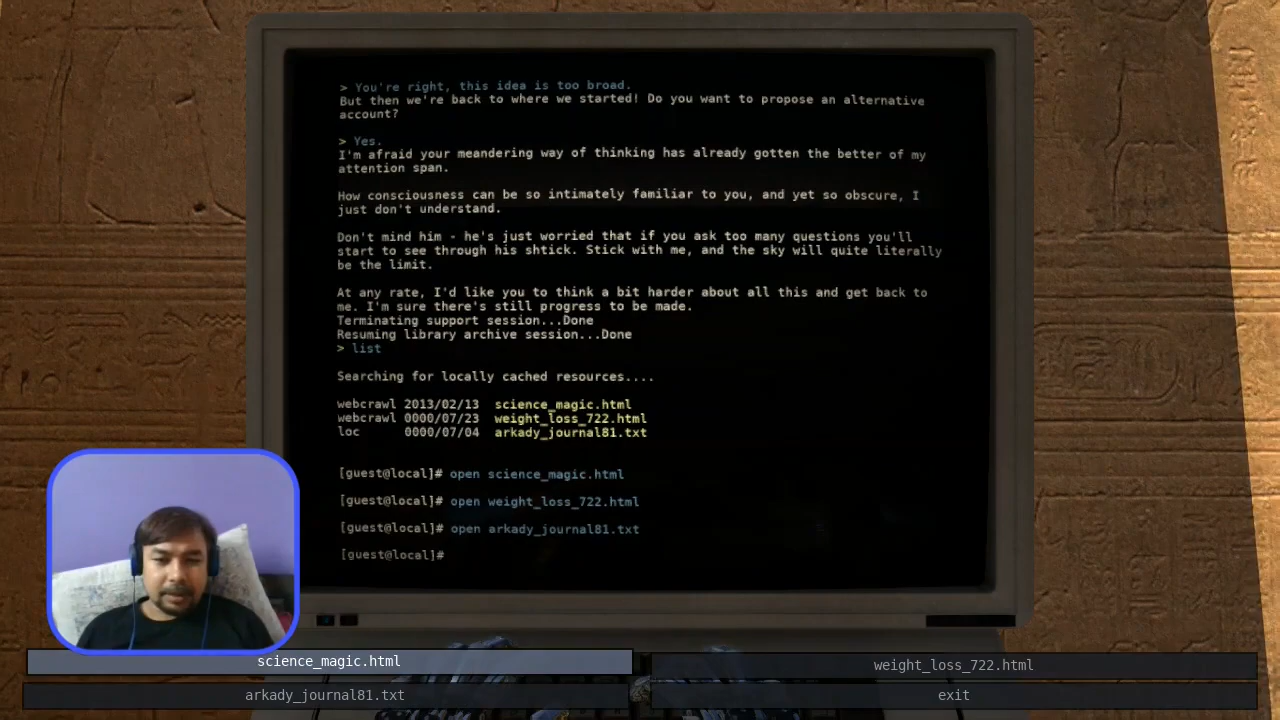 > You're right, this idea is too broad.
But then we're back to where we started! Do you want to propose an alternative
account?
> Yes.
I'm afraid your meandering way of thinking has already gotten the better of my
attention span.
How consciousness can be so intimately familiar to you, and yet so obscure, I
just don't understand.
Don't mind him - he's just worried that if you ask too many questions you'll
start to see through his shtick. Stick with me, and the sky will quite literally
be the limit.
At any rate, I'd like you to think a bit harder about all this and get back to
me. I'm sure there's still progress to be made.
Terminating support session...Done
Resuming library archive session...Done
> list
Searching for locally cached resources....
webcrawl 2013/02/13 science_magic.html
webcrawl 0000/07/23 weight_loss_722.html
loc 0000/07/04 arkady_journal81.txt
[guest@local]# open science_magic.html
[guest@local]# open weight_loss_722.html
[guest@local]# open arkady_journal81.txt
[guest@local]#
science_magic.html
weight_loss_722.html
arkady_journal81.txt
exit